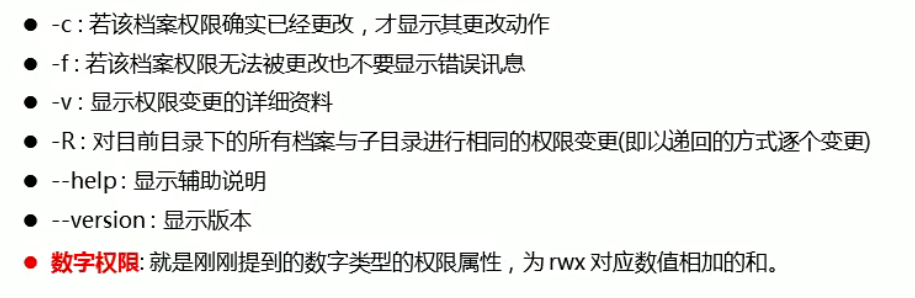 ● -c : 若该档案权限确实已经更改，才显示其更改动作
● -f : 若该档案权限无法被更改也不要显示错误讯息
● -v : 显示权限变更的详细资料
● -R : 对目前目录下的所有档案与子目录进行相同的权限变更(即以递回的方式逐个变更)
● --help : 显示辅助说明
● --version : 显示版本
● 数字权限: 就是刚刚提到的数字类型的权限属性，为 rwx 对应数值相加的和。